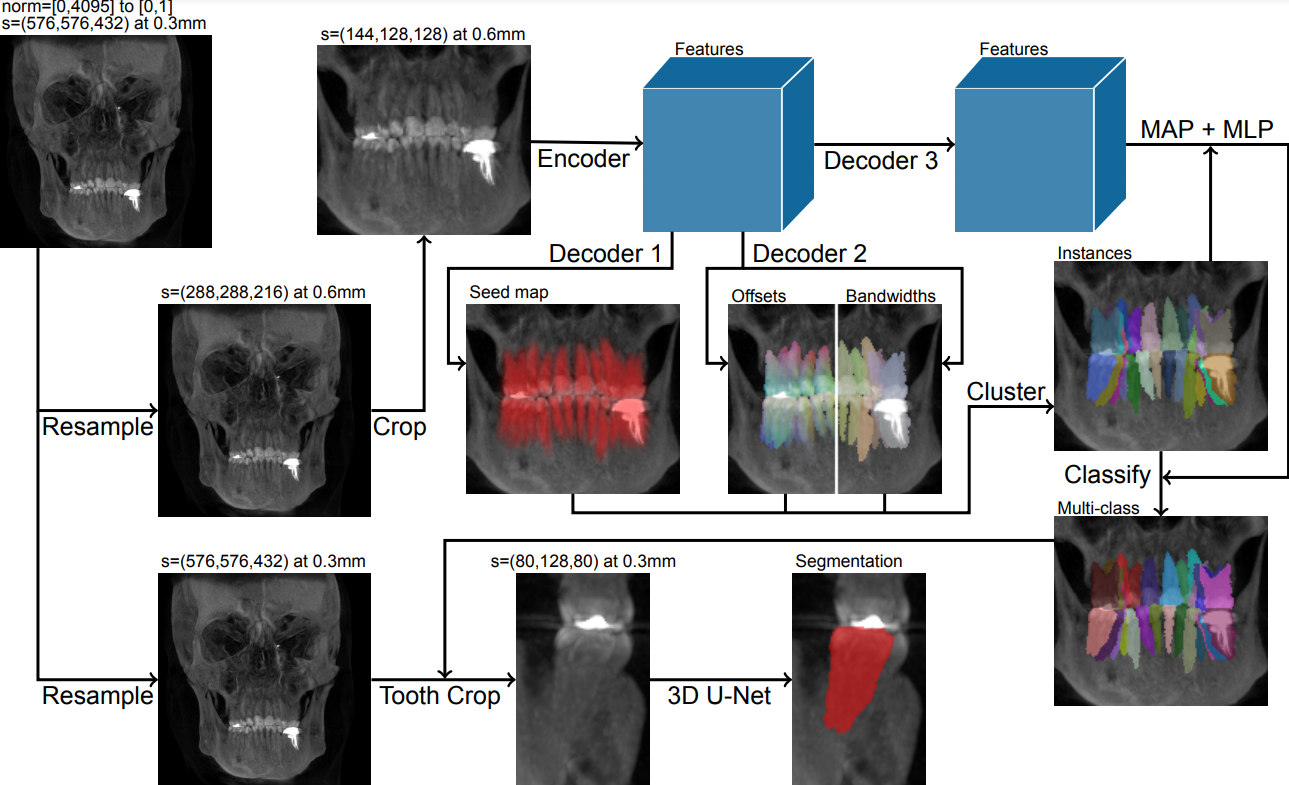 norm=[0,4095] to [0,1]
s=(576,576,432) at 0.3mm
s=(144,128,128) at 0.6mm
Features
Features
Encoder
Decoder 3
MAP + MLP
Decoder 1
Decoder 2
Instances
s=(288,288,216) at 0.6mm
Seed map
Offsets
Bandwidths
Resample
Crop
Cluster
Classify
Multi-class
s=(576,576,432) at 0.3mm
s=(80,128,80) at 0.3mm
Segmentation
Resample
Tooth Crop
3D U-Net